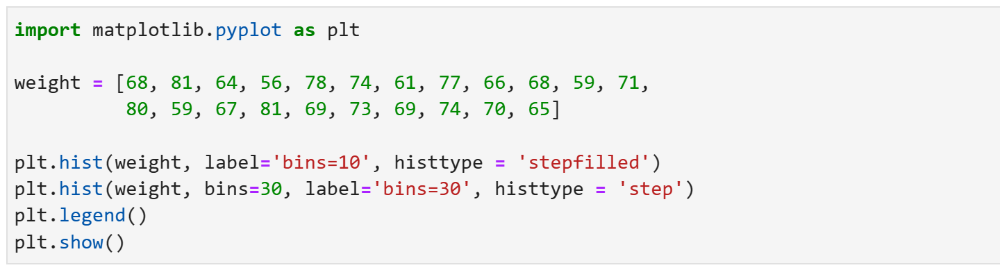 import matplotlib.pyplot as plt
weight = [68, 81, 64, 56, 78, 74, 61, 77, 66, 68, 59, 71,
          80, 59, 67, 81, 69, 73, 69, 74, 70, 65]
plt.hist(weight, label='bins=10', histtype = 'stepfilled')
plt.hist(weight, bins=30, label='bins=30', histtype = 'step')
plt.legend()
plt.show()